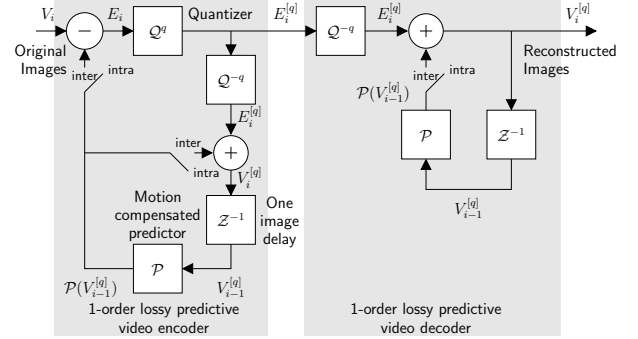 V_i
E_i
Quantizer
E_i^{[q]}
E_i^{[q]}
V_i^{[q]}
−
Q^q
Q^{-q}
+
Original
Images
inter
intra
Q^{-q}
inter
intra
Reconstructed
Images
P(V_{i-1}^{[q]})
E_i^{[q]}
P
Z^{-1}
inter
intra
+
V_i^{[q]}
V_{i-1}^{[q]}
Motion
compensated
predictor
Z^{-1}
One
image
delay
P
P(V_{i-1}^{[q]})
V_{i-1}^{[q]}
1-order lossy predictive
video encoder
1-order lossy predictive
video decoder